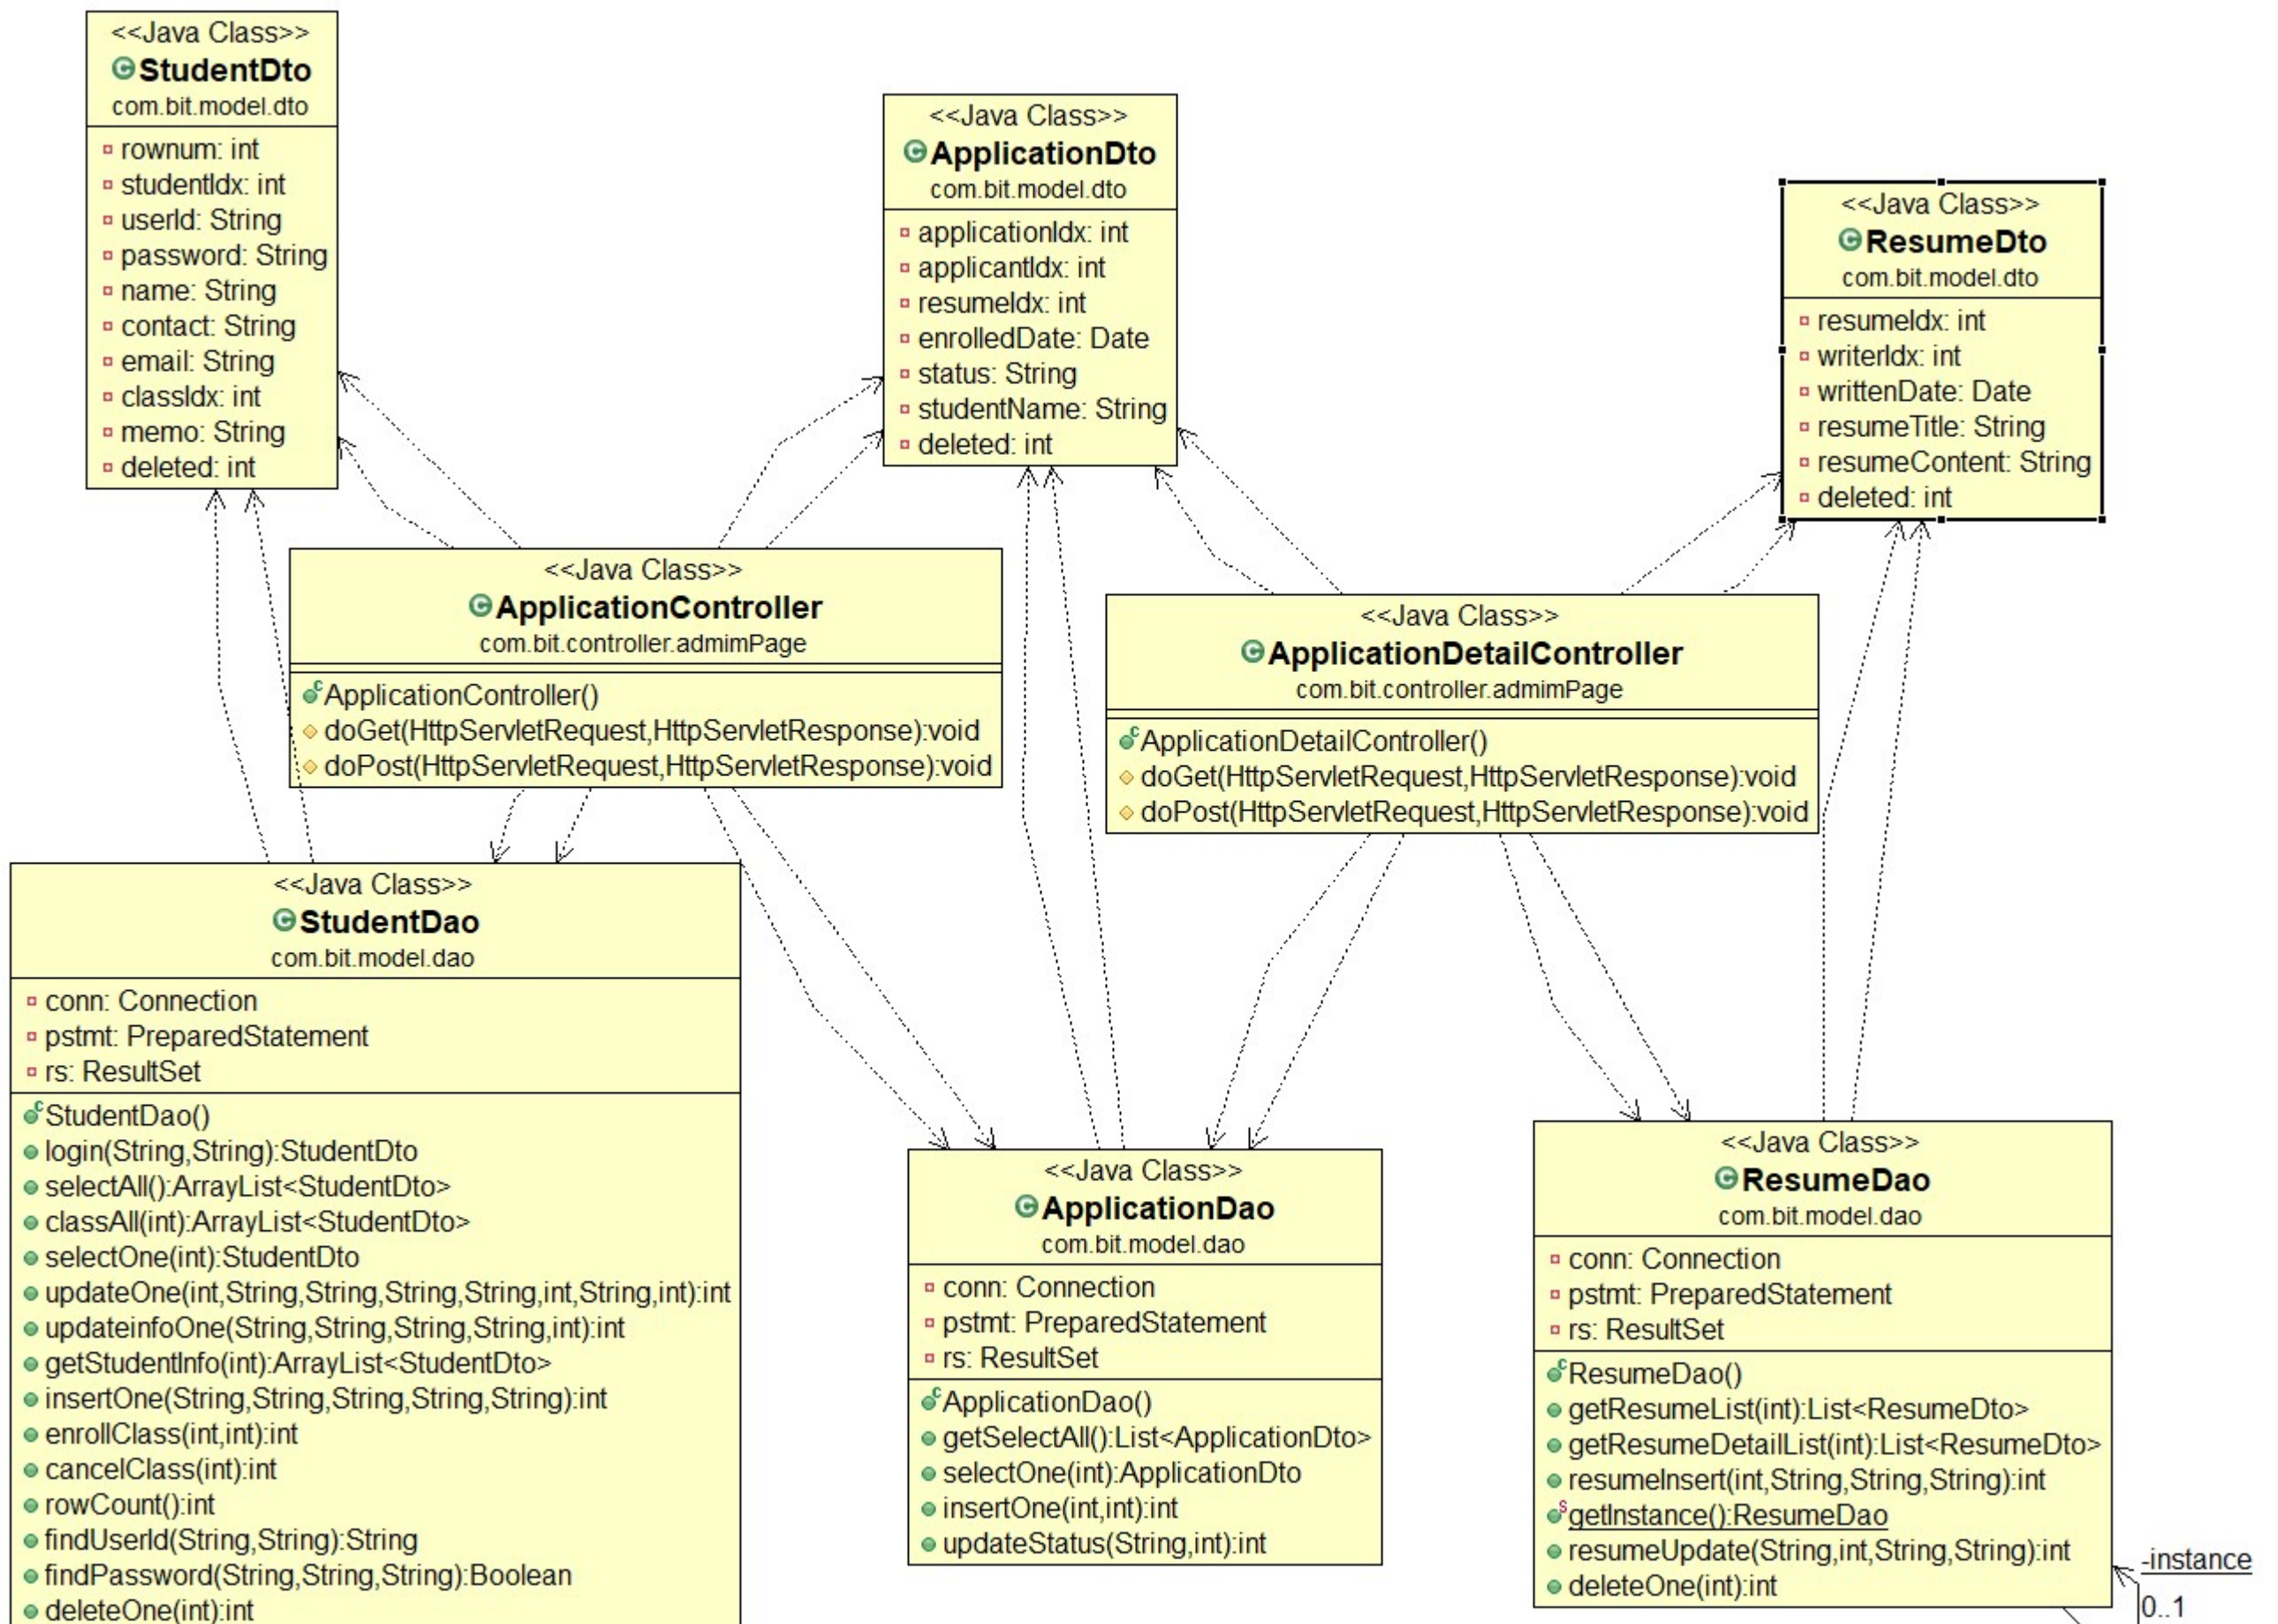 <<Java Class>>
StudentDto
com.bit.model.dto
rownum: int
studentIdx: int
userId: String
password: String
name: String
contact: String
email: String
classIdx: int
memo: String
deleted: int
<<Java Class>>
ApplicationDto
com.bit.model.dto
applicationIdx: int
applicantIdx: int
resumeIdx: int
enrolledDate: Date
status: String
studentName: String
deleted: int
<<Java Class>>
ResumeDto
com.bit.model.dto
resumeIdx: int
writerIdx: int
writtenDate: Date
resumeTitle: String
resumeContent: String
deleted: int
<<Java Class>>
ApplicationController
com.bit.controller.admimPage
ApplicationController()
doGet(HttpServletRequest,HttpServletResponse):void
doPost(HttpServletRequest,HttpServletResponse):void
<<Java Class>>
ApplicationDetailController
com.bit.controller.admimPage
ApplicationDetailController()
doGet(HttpServletRequest,HttpServletResponse):void
doPost(HttpServletRequest,HttpServletResponse):void
<<Java Class>>
StudentDao
com.bit.model.dao
conn: Connection
pstmt: PreparedStatement
rs: ResultSet
StudentDao()
login(String,String):StudentDto
selectAll():ArrayList<StudentDto>
classAll(int):ArrayList<StudentDto>
selectOne(int):StudentDto
updateOne(int,String,String,String,String,int,String,int):int
updateinfoOne(String,String,String,String,int):int
getStudentInfo(int):ArrayList<StudentDto>
insertOne(String,String,String,String,String):int
enrollClass(int,int):int
cancelClass(int):int
rowCount():int
findUserId(String,String):String
findPassword(String,String,String):Boolean
deleteOne(int):int
<<Java Class>>
ApplicationDao
com.bit.model.dao
conn: Connection
pstmt: PreparedStatement
rs: ResultSet
ApplicationDao()
getSelectAll():List<ApplicationDto>
selectOne(int):ApplicationDto
insertOne(int,int):int
updateStatus(String,int):int
<<Java Class>>
ResumeDao
com.bit.model.dao
conn: Connection
pstmt: PreparedStatement
rs: ResultSet
ResumeDao()
getResumeList(int):List<ResumeDto>
getResumeDetailList(int):List<ResumeDto>
resumeInsert(int,String,String,String):int
getInstance():ResumeDao
resumeUpdate(String,int,String,String):int
deleteOne(int):int
-instance
0..1